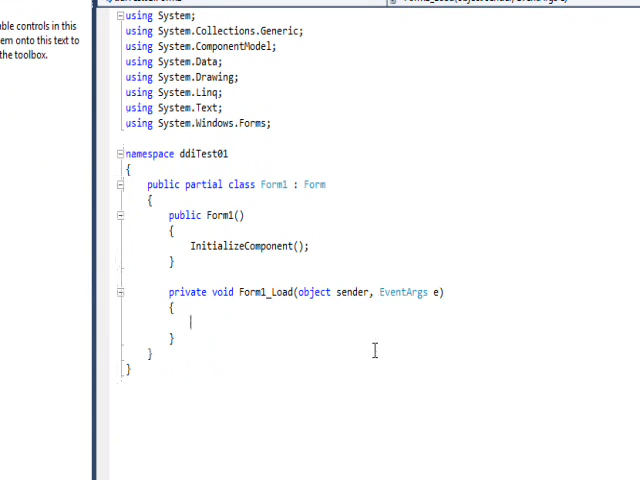 able controls in this
em onto this text to
the toolbox.
using System;
using System.Collections.Generic;
using System.ComponentModel;
using System.Data;
using System.Drawing;
using System.Linq;
using System.Text;
using System.Windows.Forms;
namespace ddiTest01
{
public partial class Form1 : Form
{
public Form1()
{
InitializeComponent();
}
private void Form1_Load(object sender, EventArgs e)
{
}
}
}